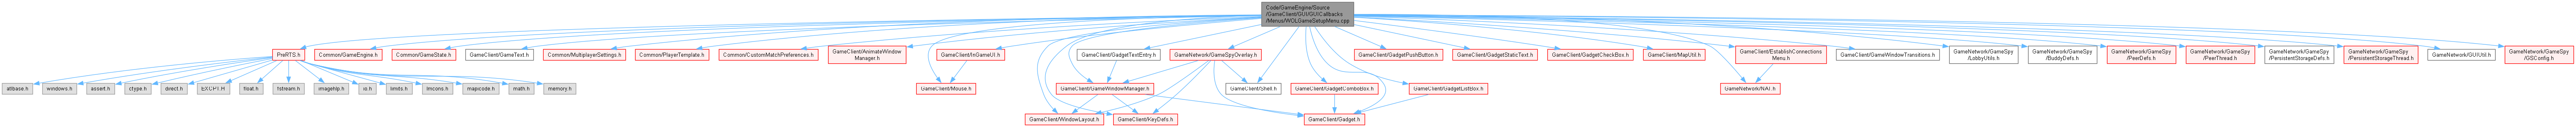 Code/GameEngine/Source
/GameClient/GUI/GUICallbacks
/Menus/WOLGameSetupMenu.cpp
PreRTS.h
Common/GameEngine.h
Common/GameState.h
GameClient/GameText.h
Common/MultiplayerSettings.h
Common/PlayerTemplate.h
Common/CustomMatchPreferences.h
GameClient/AnimateWindow
Manager.h
GameClient/InGameUI.h
GameClient/GadgetTextEntry.h
GameNetwork/GameSpyOverlay.h
GameClient/GadgetPushButton.h
GameClient/GadgetStaticText.h
GameClient/GadgetCheckBox.h
GameClient/MapUtil.h
GameClient/EstablishConnections
Menu.h
GameClient/GameWindowTransitions.h
GameNetwork/GameSpy
/LobbyUtils.h
GameNetwork/GameSpy
/BuddyDefs.h
GameNetwork/GameSpy
/PeerDefs.h
GameNetwork/GameSpy
/PeerThread.h
GameNetwork/GameSpy
/PersistentStorageDefs.h
GameNetwork/GameSpy
/PersistentStorageThread.h
GameNetwork/GUIUtil.h
GameNetwork/GameSpy
/GSConfig.h
atlbase.h
windows.h
assert.h
ctype.h
direct.h
EXCPT.H
float.h
fstream.h
imagehlp.h
io.h
limits.h
lmcons.h
mapicode.h
math.h
memory.h
GameClient/Mouse.h
GameClient/GameWindowManager.h
GameClient/Shell.h
GameClient/GadgetComboBox.h
GameClient/GadgetListBox.h
GameNetwork/NAT.h
GameClient/WindowLayout.h
GameClient/KeyDefs.h
GameClient/Gadget.h